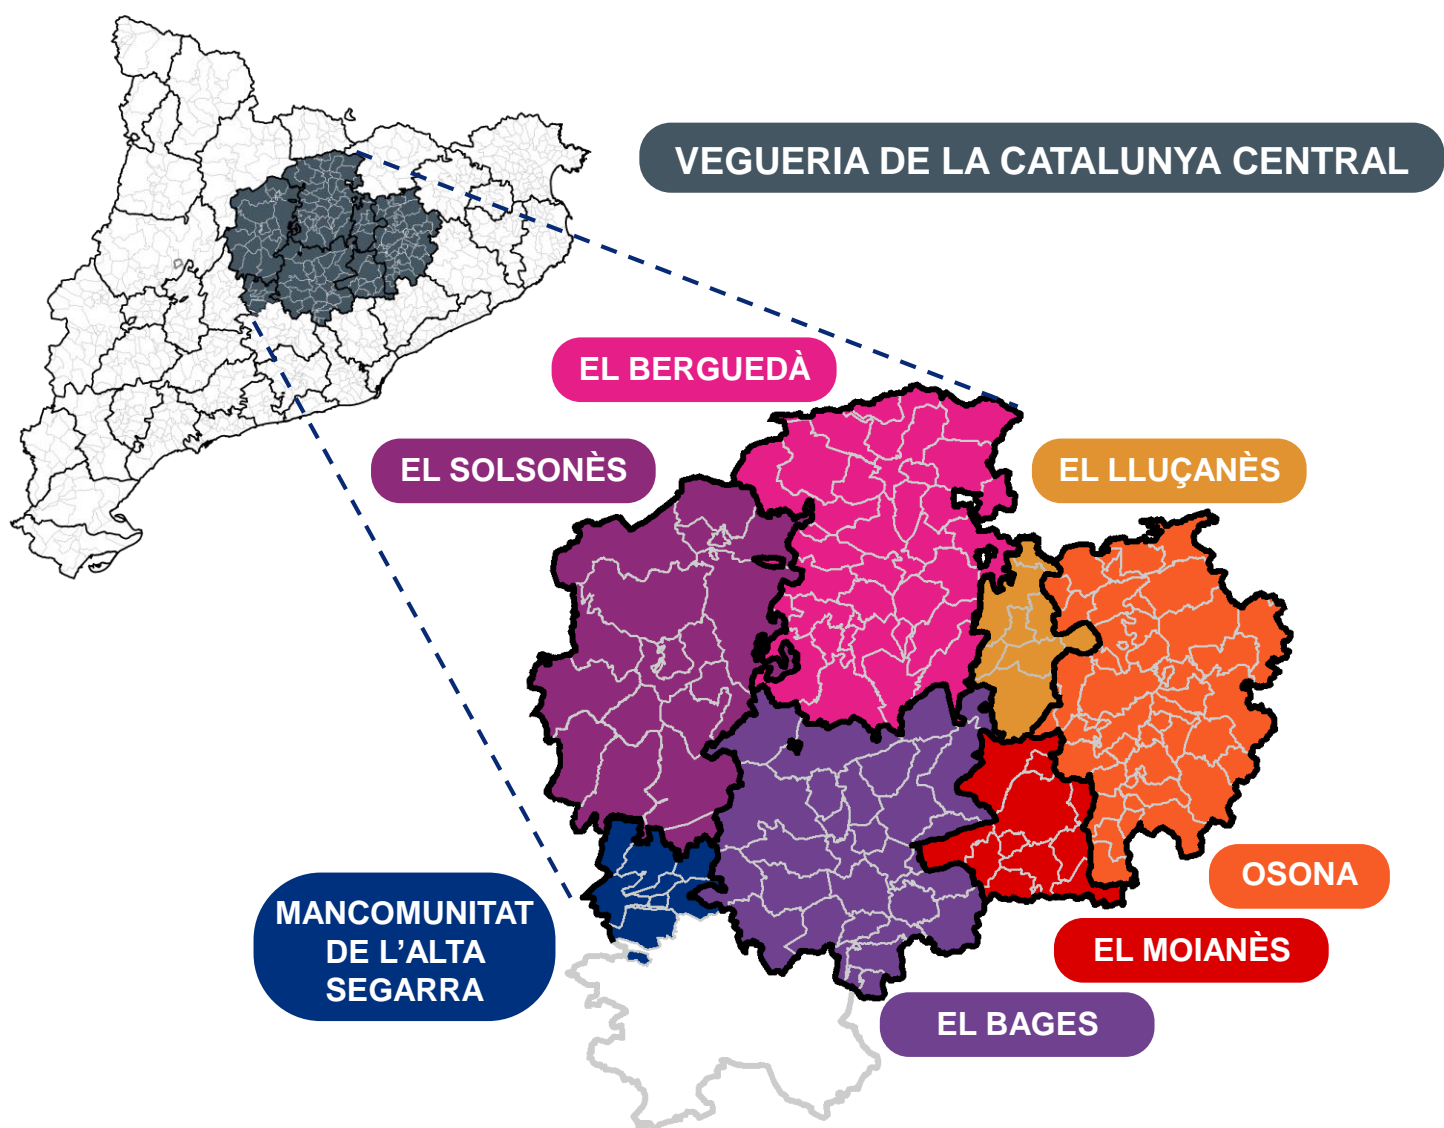 VEGUERIA DE LA CATALUNYA CENTRAL
EL BERGUEDÀ
EL SOLSONÈS
EL LLUÇANÈS
OSONA
MANCOMUNITAT
DE L’ALTA
SEGARRA
EL MOIANÈS
EL BAGES